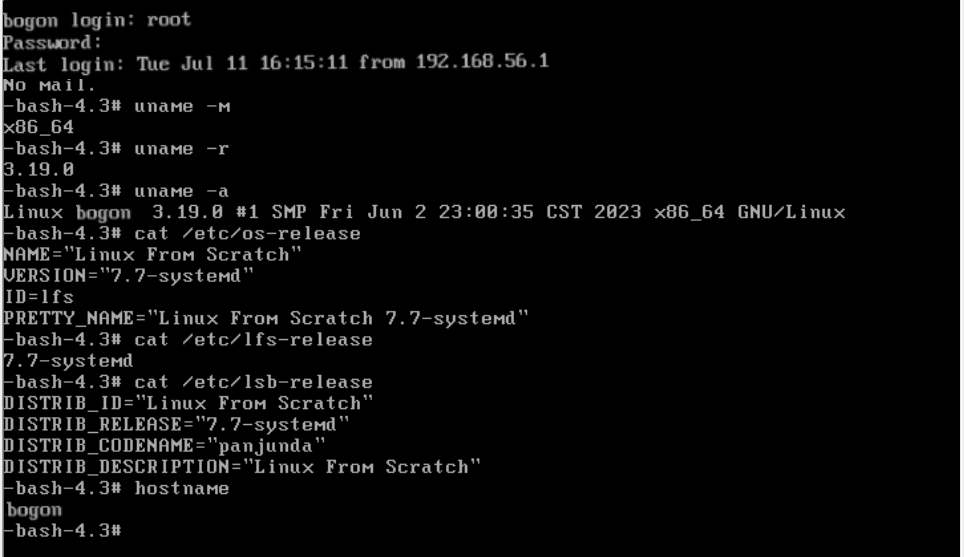 bogon login: root
Password:
Last login: Tue Jul 11 16:15:11 from 192.168.56.1
No mail.
-bash-4.3# uname -m
x86_64
-bash-4.3# uname -r
3.19.0
-bash-4.3# uname -a
Linux bogon 3.19.0 #1 SMP Fri Jun 2 23:00:35 CST 2023 x86_64 GNU/Linux
-bash-4.3# cat /etc/os-release
NAME="Linux From Scratch"
VERSION="7.7-systemd"
ID=lfs
PRETTY_NAME="Linux From Scratch 7.7-systemd"
-bash-4.3# cat /etc/lfs-release
7.7-systemd
-bash-4.3# cat /etc/lsb-release
DISTRIB_ID="Linux From Scratch"
DISTRIB_RELEASE="7.7-systemd"
DISTRIB_CODENAME="panjunda"
DISTRIB_DESCRIPTION="Linux From Scratch"
-bash-4.3# hostname
bogon
-bash-4.3#